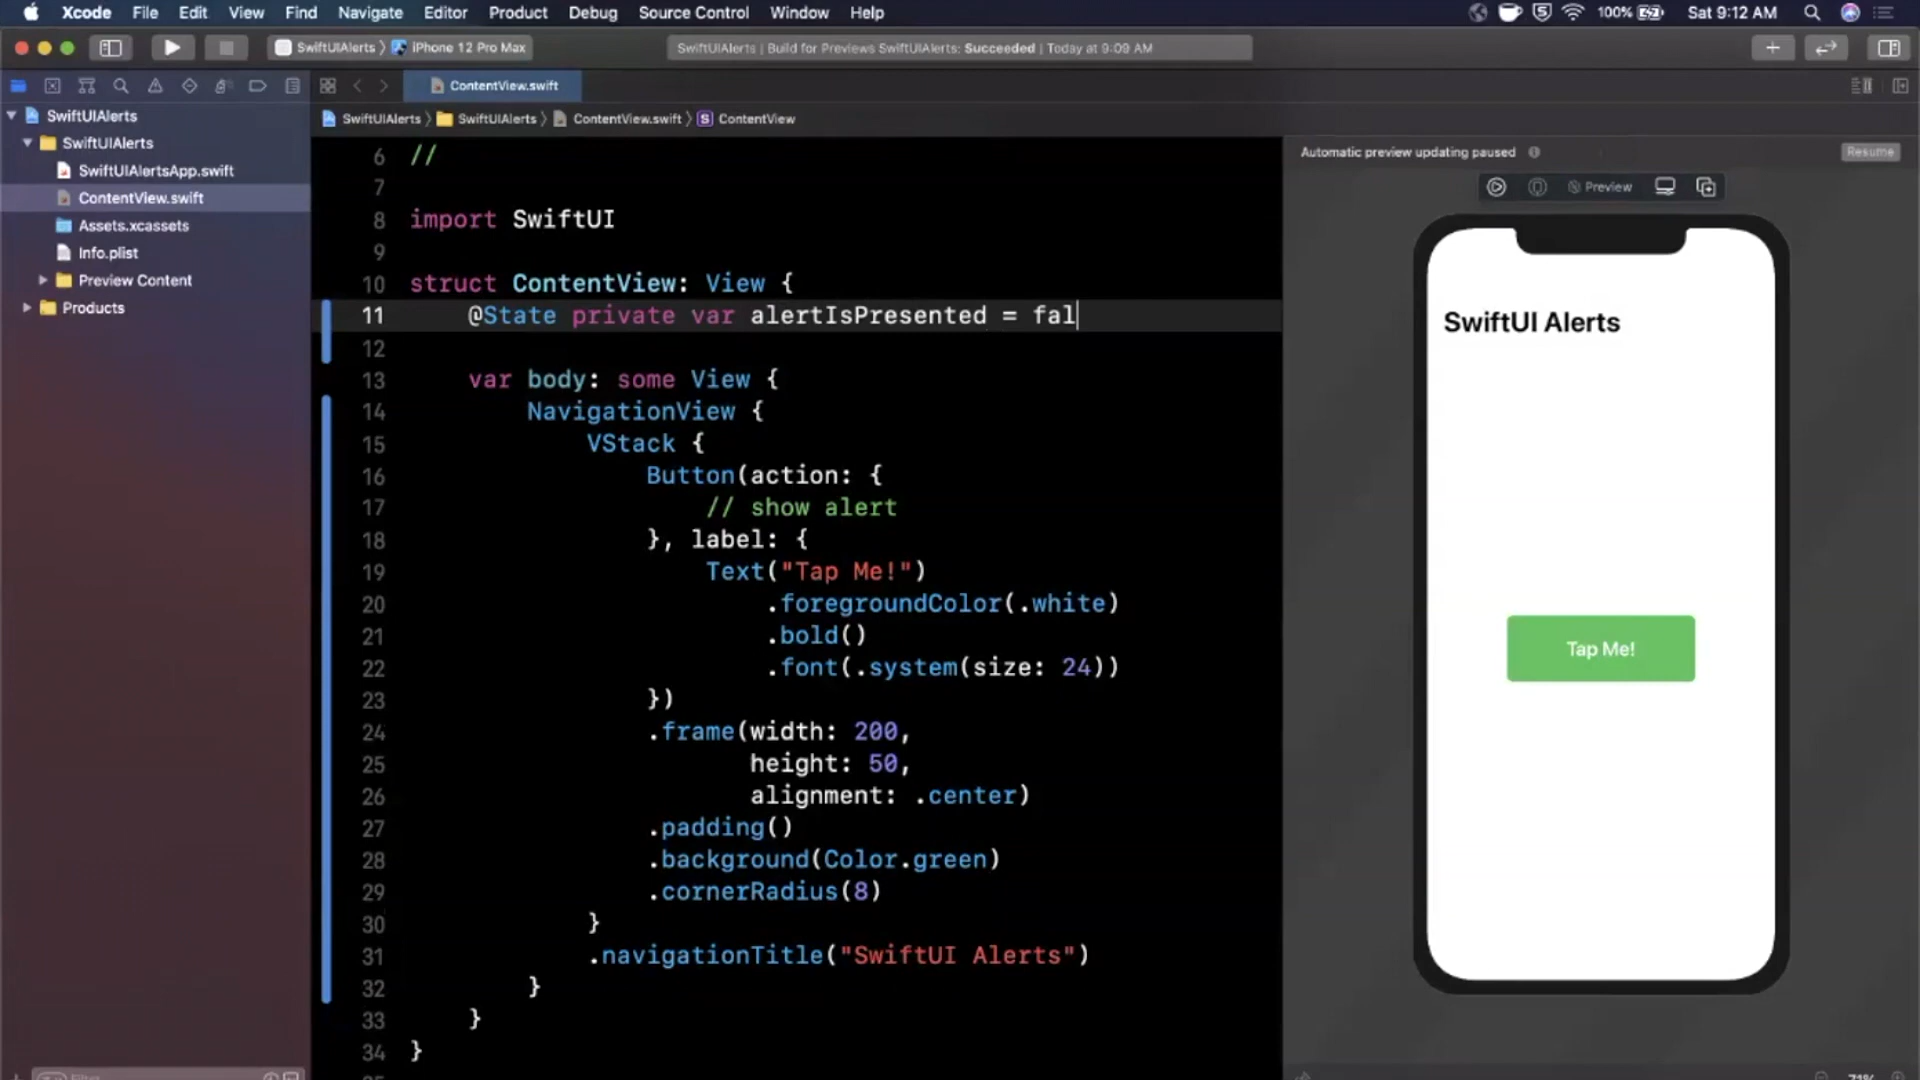 Xcode File Edit View Find Navigate Editor Product Debug Source Control Window Help 100% Sat 9:12 AM
SwiftUIAlerts iPhone 12 Pro Max SwiftUIAlerts | Build for Previews SwiftUIAlerts: Succeeded | Today at 9:09 AM
ContentView.swift
SwiftUIAlerts SwiftUIAlerts ContentView.swift S ContentView
SwiftUIAlerts
SwiftUIAlerts
SwiftUIAlertsApp.swift
ContentView.swift
Assets.xcassets
Info.plist
Preview Content
Products
6 //
7
8 import SwiftUI
9
10 struct ContentView: View {
11 @State private var alertIsPresented = fal
12
13 var body: some View {
14 NavigationView {
15 VStack {
16 Button(action: {
17 // show alert
18 }, label: {
19 Text("Tap Me!")
20 .foregroundColor(.white)
21 .bold()
22 .font(.system(size: 24))
23 })
24 .frame(width: 200,
25 height: 50,
26 alignment: .center)
27 .padding()
28 .background(Color.green)
29 .cornerRadius(8)
30 }
31 .navigationTitle("SwiftUI Alerts")
32 }
33 }
34 }
Automatic preview updating paused Resume
Preview
SwiftUI Alerts
Tap Me!